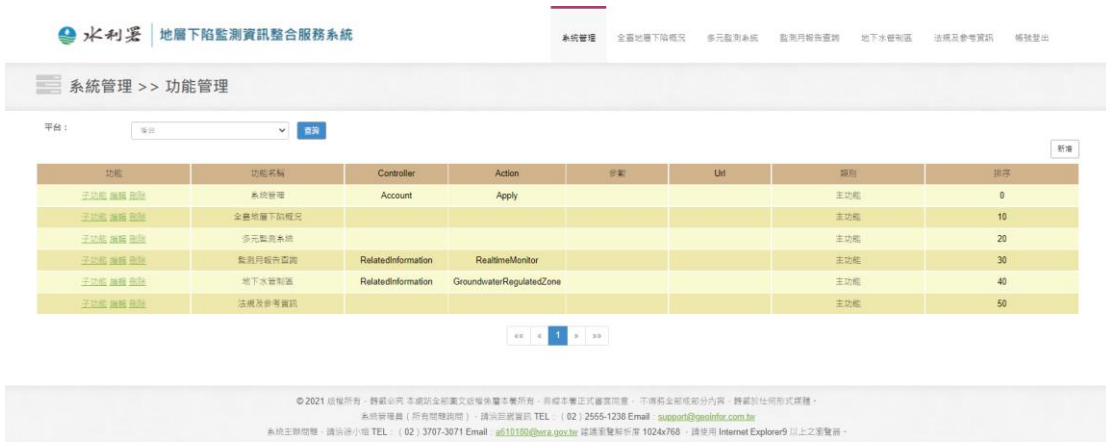 水利署 地層下陷監測資訊整合服務系統
系統管理 全臺地層下陷概況 多元監測系統 監測月報告查詢 地下水管制區 法規及參考資訊 帳號登出
系統管理 >> 功能管理
平台： 後台 查詢
新增
功能 功能名稱 Controller Action 參數 Url 類別 排序
子功能 編輯 刪除 系統管理 Account Apply 主功能 0
子功能 編輯 刪除 全臺地層下陷概況 主功能 10
子功能 編輯 刪除 多元監測系統 主功能 20
子功能 編輯 刪除 監測月報告查詢 RelatedInformation RealtimeMonitor 主功能 30
子功能 編輯 刪除 地下水管制區 RelatedInformation GroundwaterRegulatedZone 主功能 40
子功能 編輯 刪除 法規及參考資訊 主功能 50
«« « 1 » »»
© 2021 版權所有・轉載必究 本網站全部圖文版權係屬本署所有，非經本署正式書面同意， 不得將全部或部分內容，轉載於任何形式媒體。
系統管理員（所有問題詢問），請洽巨廰資訊 TEL：（02）2555-1238 Email : support@geoinfor.com.tw
系統主辦問題，請洽徐小姐 TEL：（02）3707-3071 Email : a610180@wra.gov.tw 建議瀏覽解析度 1024x768 ，請使用 Internet Explorer9 以上之瀏覽器。